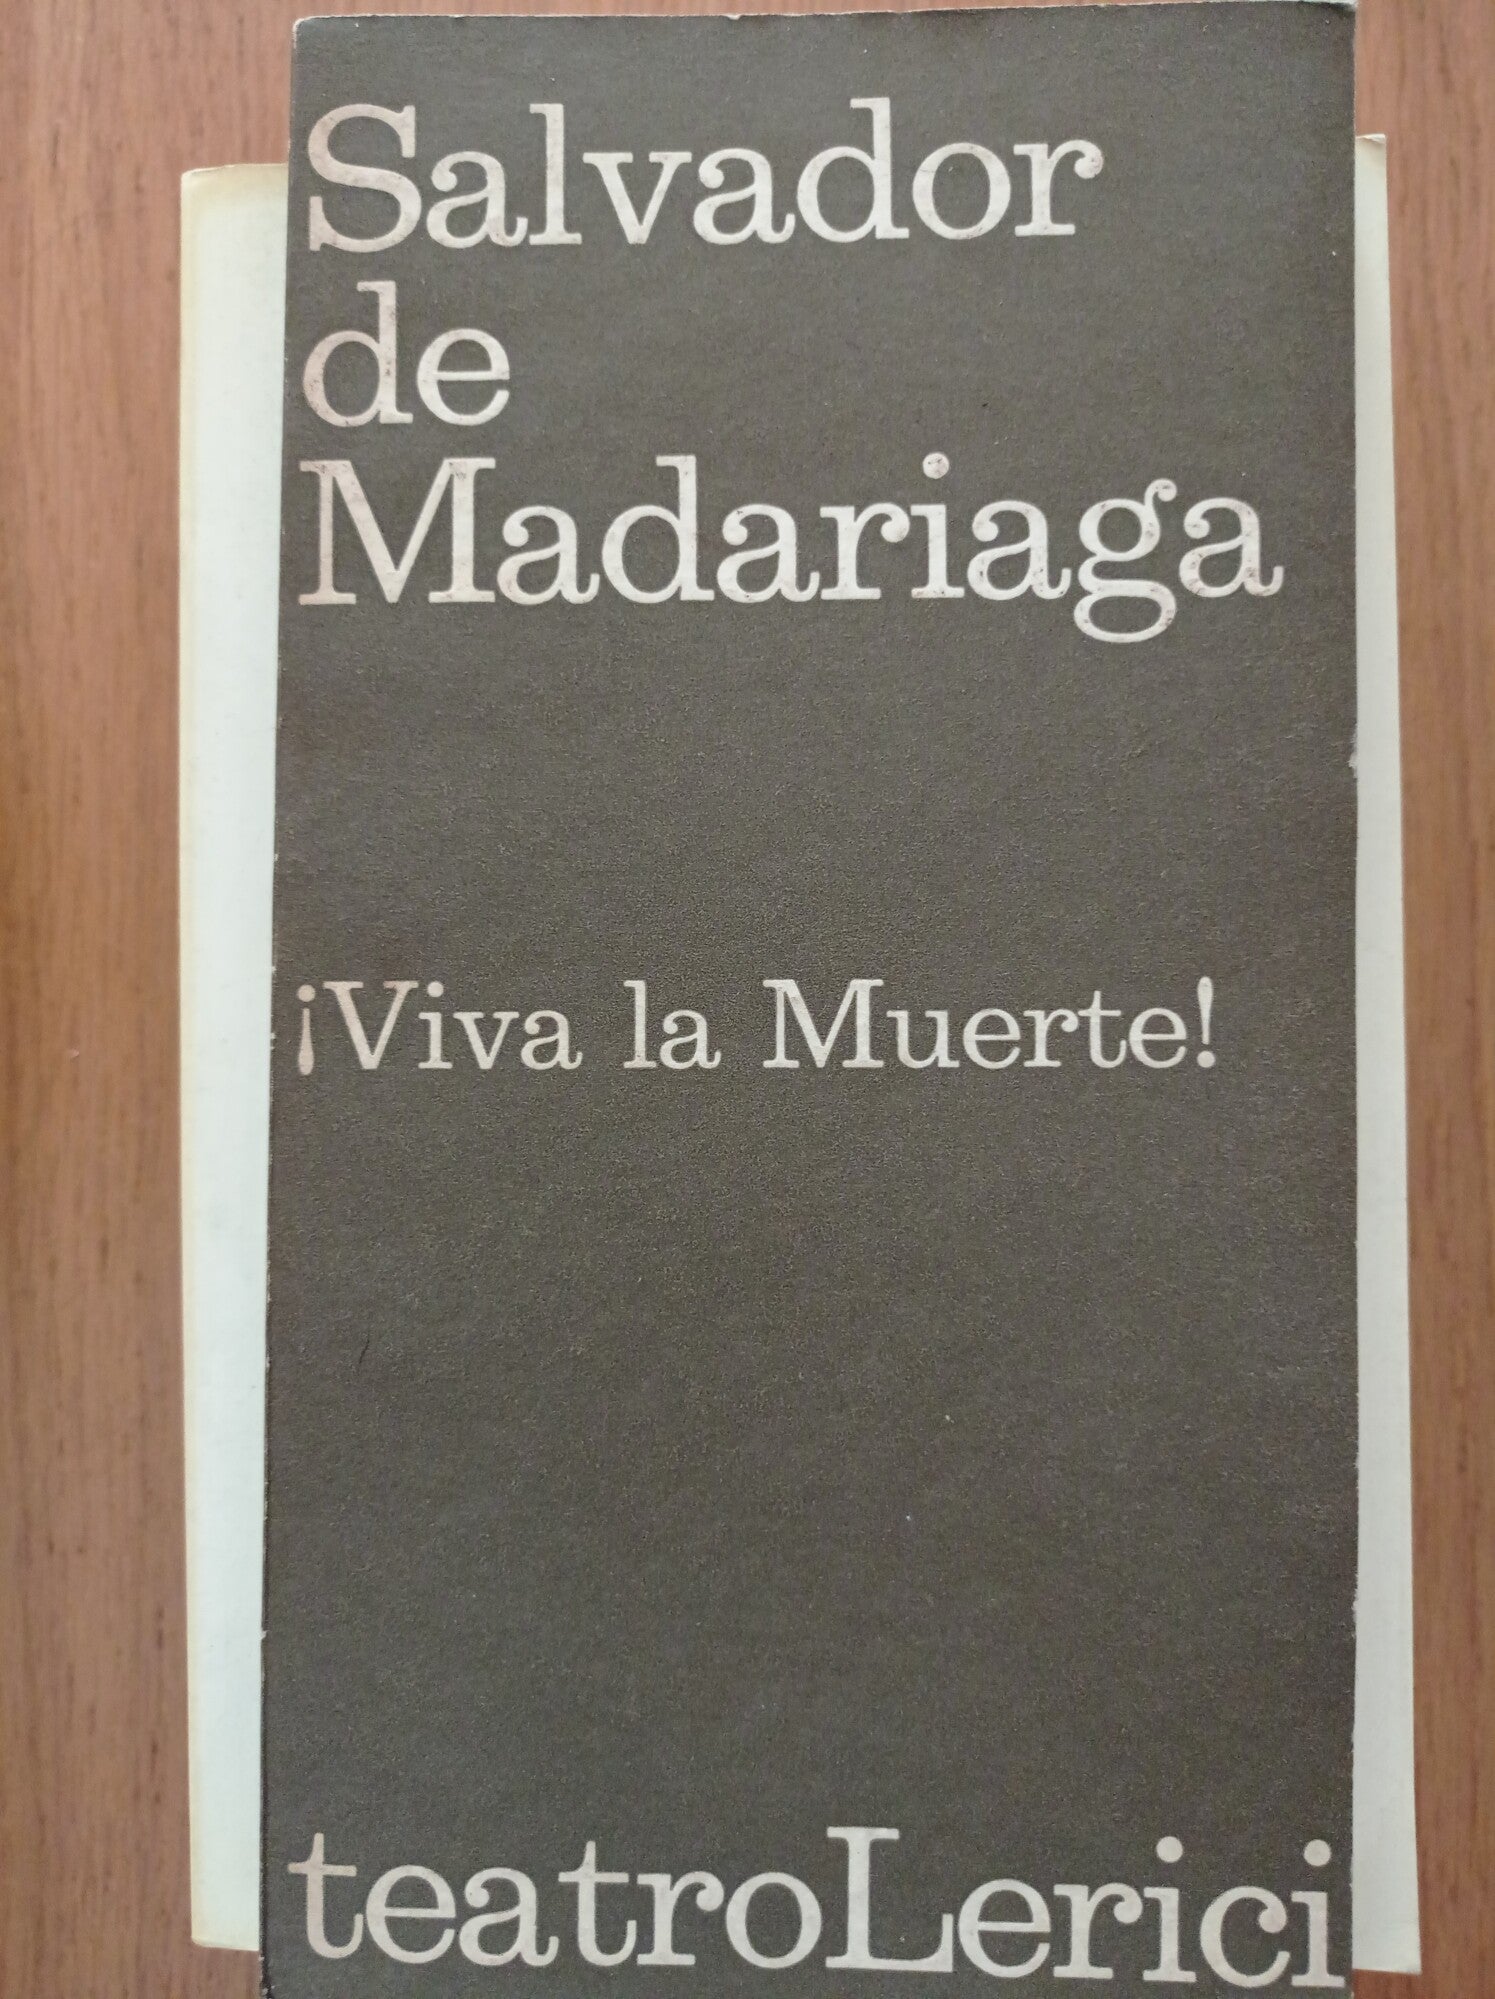 Salvador
de
Madariaga
¡Viva la Muerte!
teatroLerici